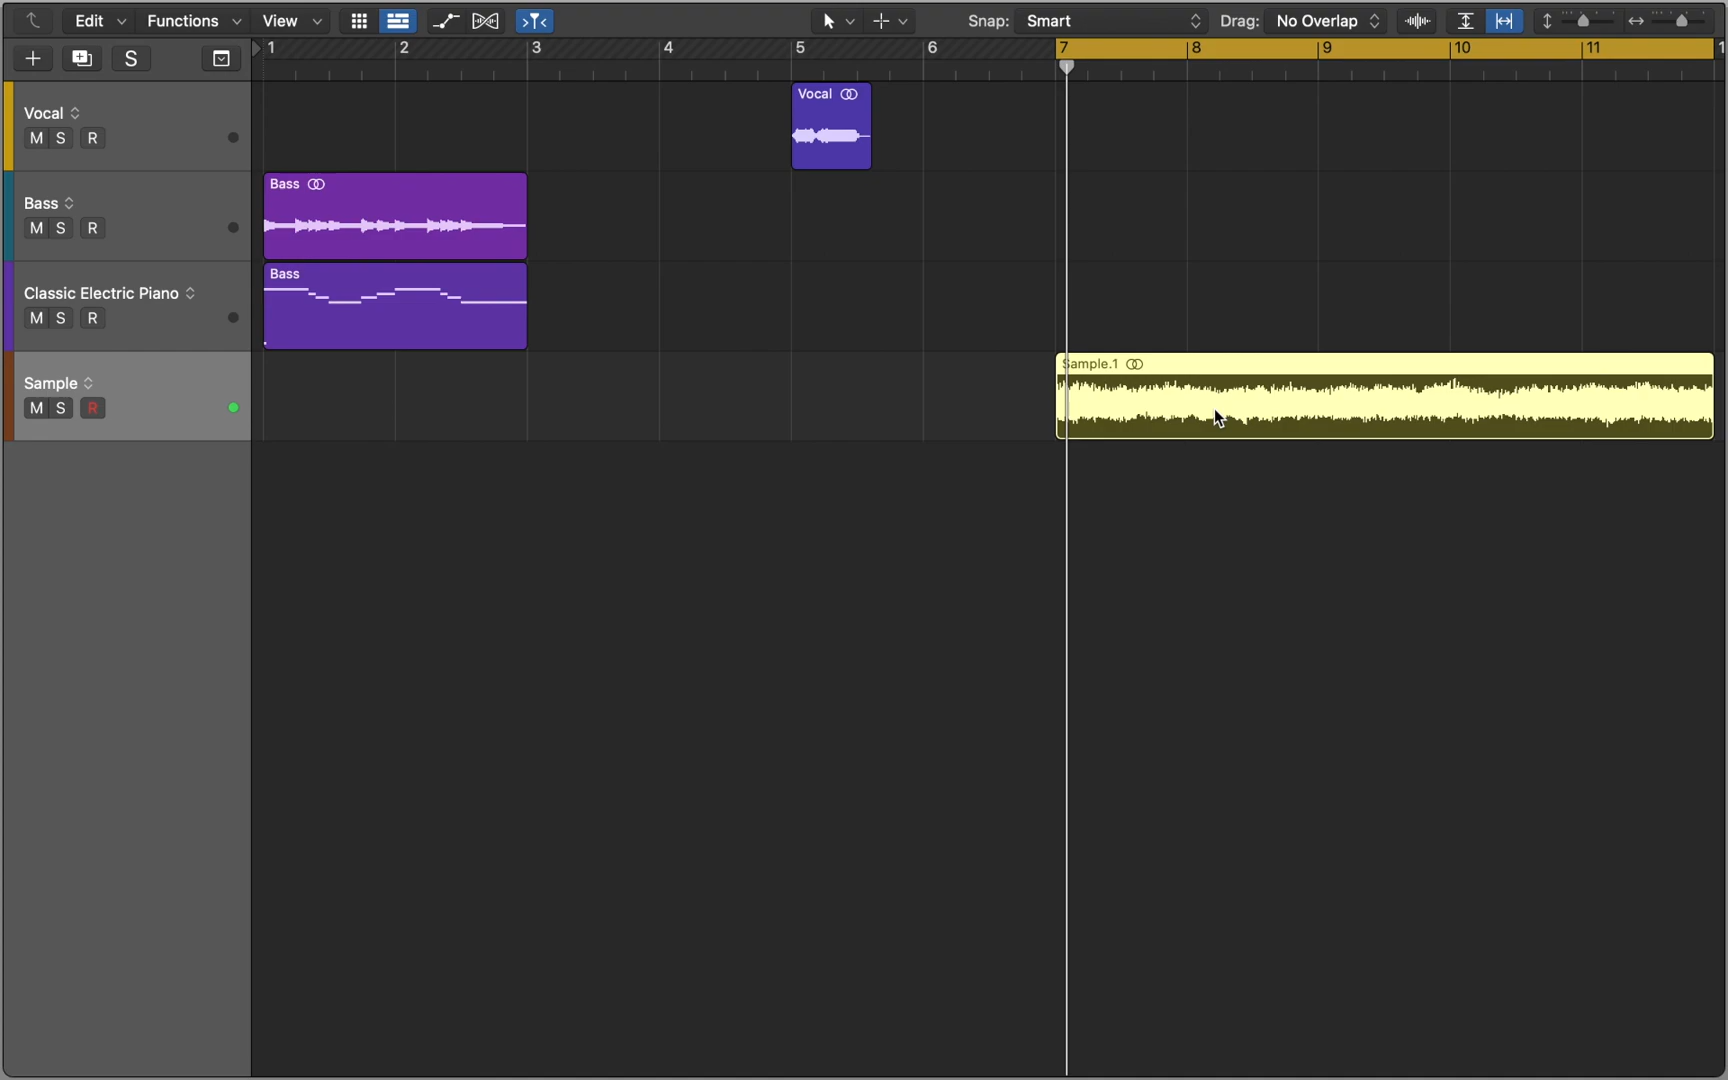 Edit Functions View Snap: Smart Drag: No Overlap
1 2 3 4 5 6 7 8 9 10 11 1
S
Vocal
M S R
Vocal
Bass
M S R
Bass
Classic Electric Piano
M S R
Bass
Sample
M S R
Sample.1